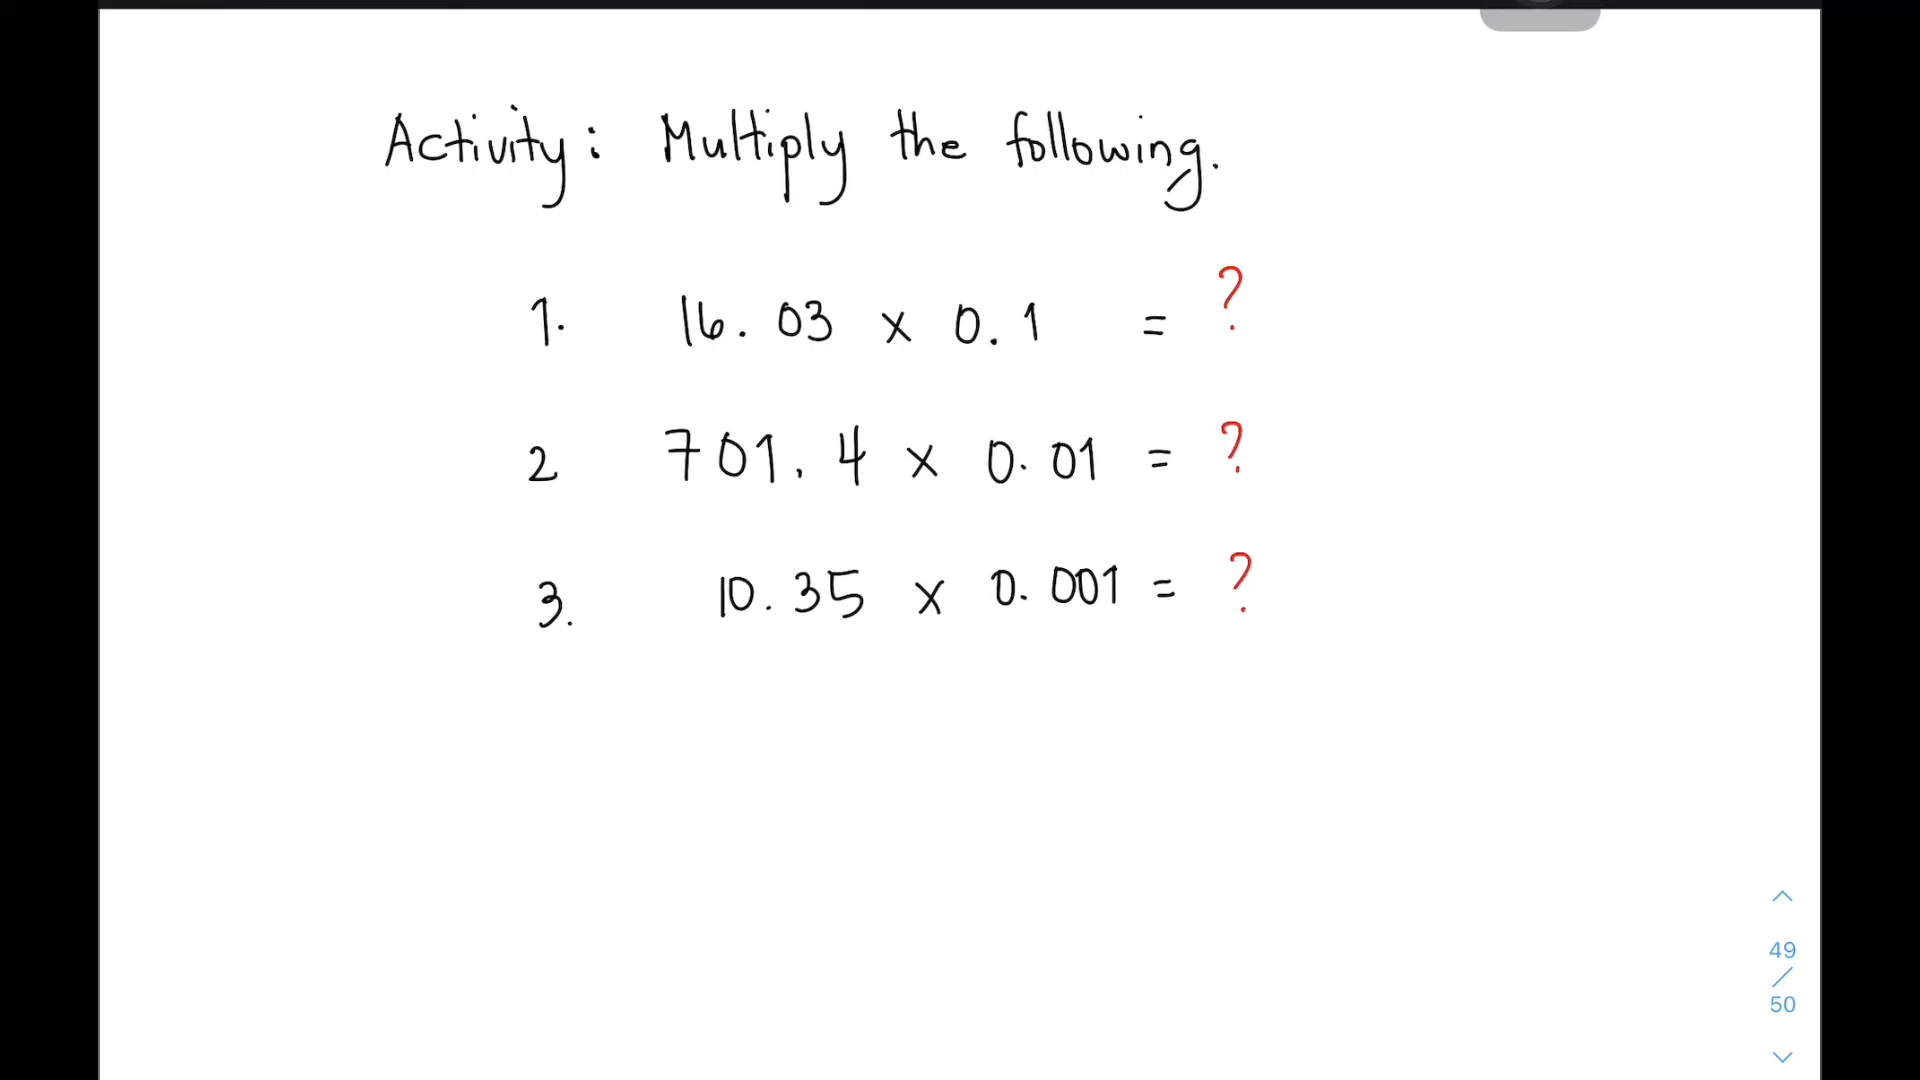 Activity: Multiply the following.
1. 16.03 x 0.1 = ?
2 701.4 x 0.01 = ?
3. 10.35 x 0.001 = ?
49
/
50